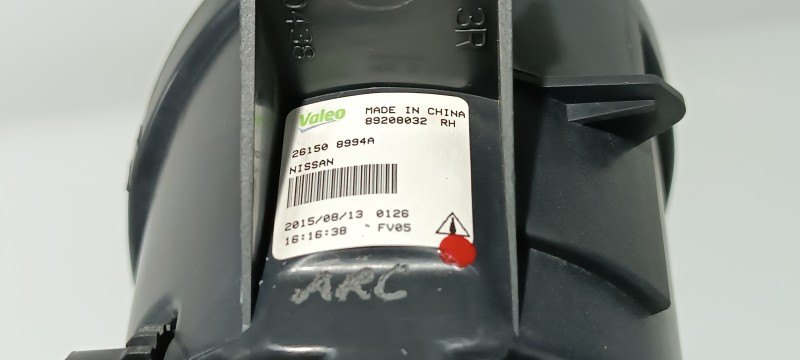 0438
3R
Valeo
MADE IN CHINA
89208032 RH
26150 8994A
NISSAN
2015/08/13 0126
16:16:38 FV05
ARC